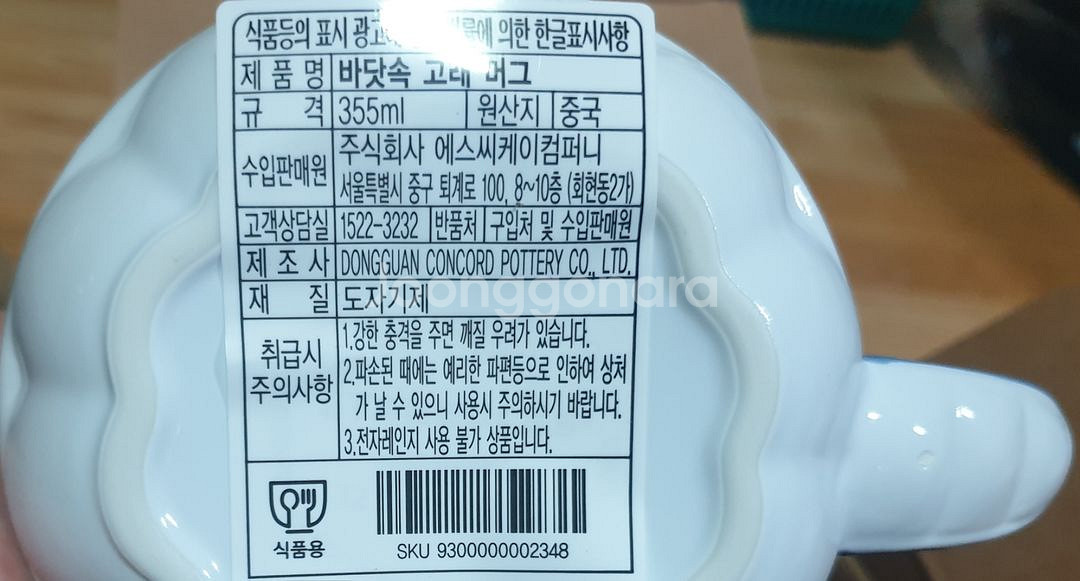 식품등의 표시 광고에 법률에 의한 한글표시사항
제 품 명 바닷속 고래 머그
규 격 355ml 원산지 중국
수입판매원 주식회사 에스씨케이컴퍼니
서울특별시 중구 퇴계로 100, 8~10층 (회현동2가)
고객상담실 1522-3232 반품처 구입처 및 수입판매원
제 조 사 DONGGUAN CONCORD POTTERY CO., LTD.
재 질 도자기제
취급시 주의사항
1.강한 충격을 주면 깨질 우려가 있습니다.
2.파손된 때에는 예리한 파편등으로 인하여 상처
가 날 수 있으니 사용시 주의하시기 바랍니다.
3.전자레인지 사용 불가 상품입니다.
식품용
SKU 9300000002348
joonggonara